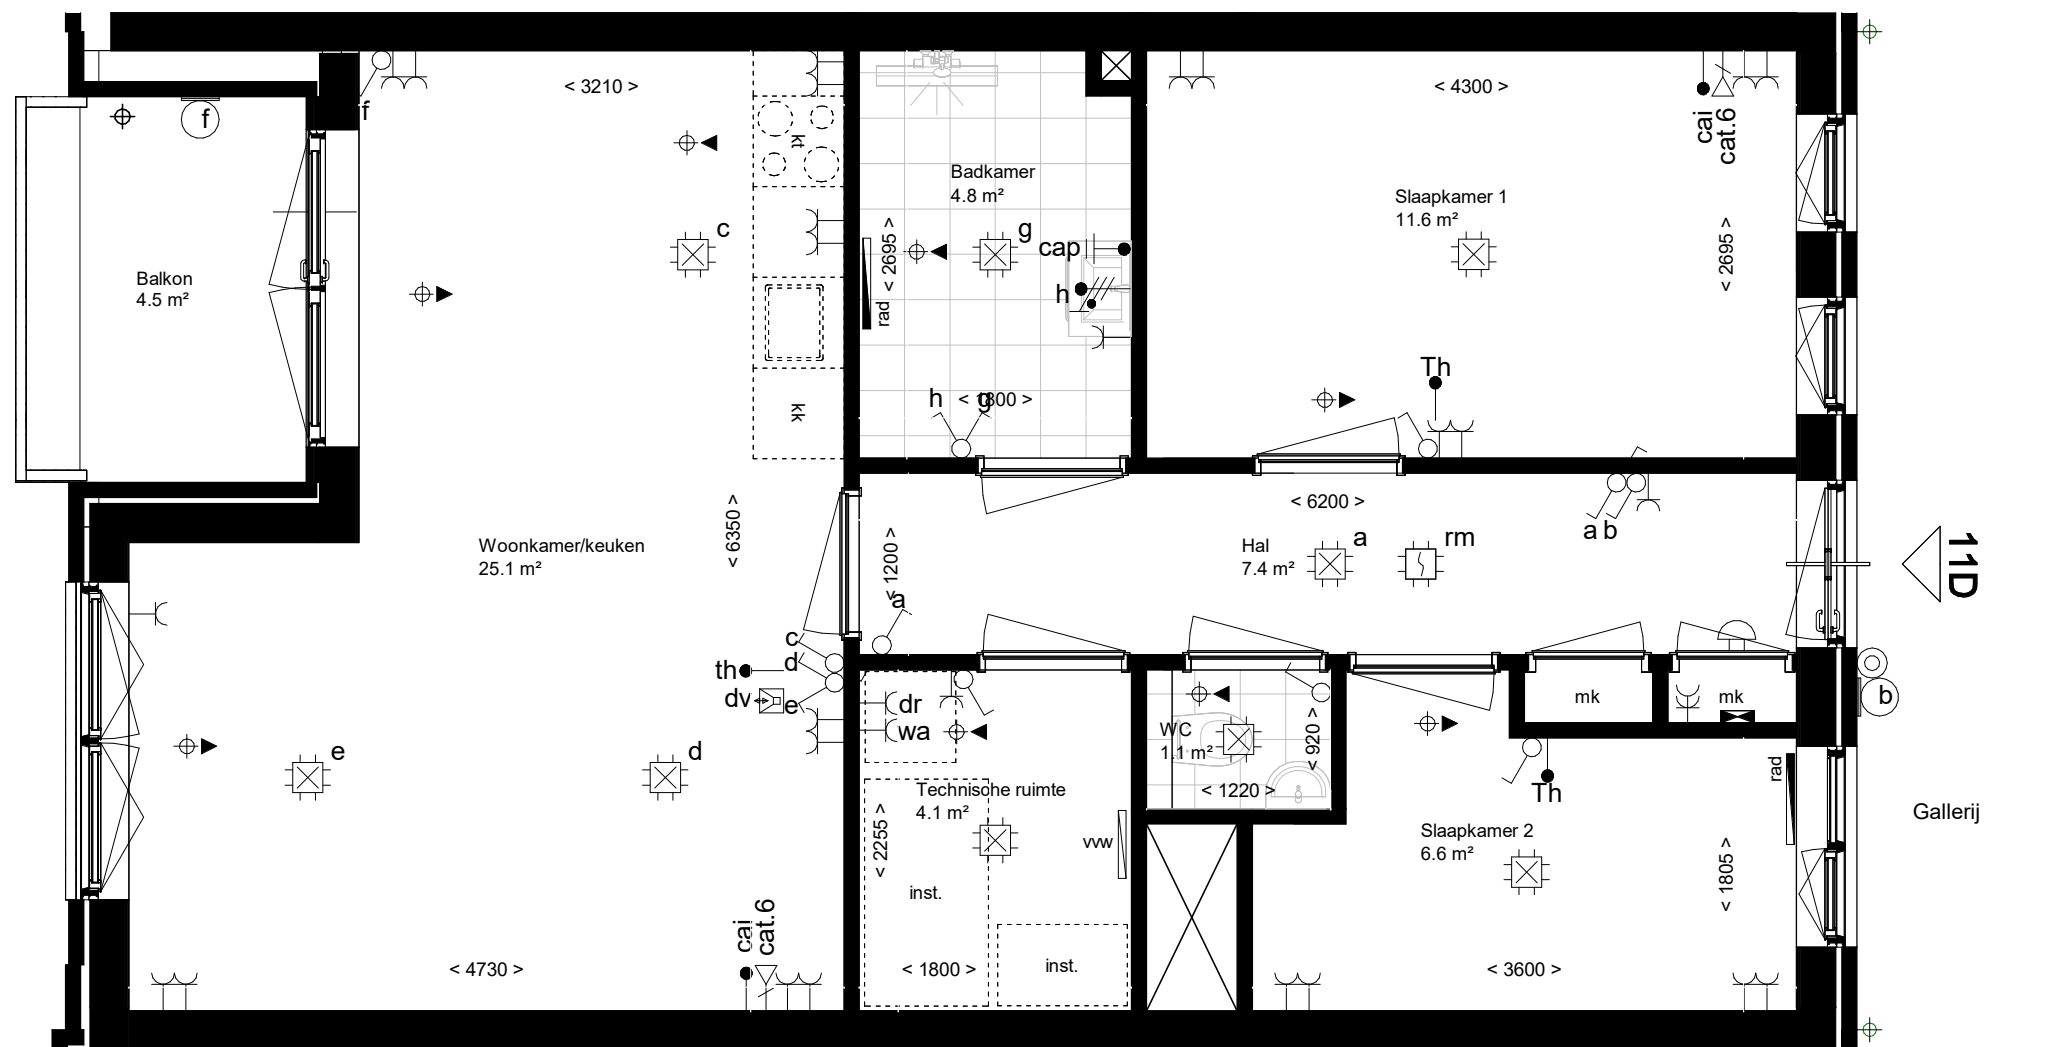 f
f
< 3210 >
kt
c
Balkon
4.5 m²
kk
Woonkamer/keuken
25.1 m²
< 6350 >
c
d
th
dv
e
e
d
cai
cat.6
< 4730 >
Badkamer
4.8 m²
< 2695 >
rad
g
cap
h
h
g
< 1800 >
< 4300 >
cai
cat.6
Slaapkamer 1
11.6 m²
< 2695 >
Th
< 6200 >
a b
< 1200 >
a
Hal
7.4 m²
a
rm
11D
dr
wa
Technische ruimte
4.1 m²
< 2255 >
vvw
inst.
inst.
< 1800 >
WC
1.1 m²
< 920 >
< 1220 >
mk
mk
b
Th
rad
Slaapkamer 2
6.6 m²
< 1805 >
< 3600 >
Gallerij